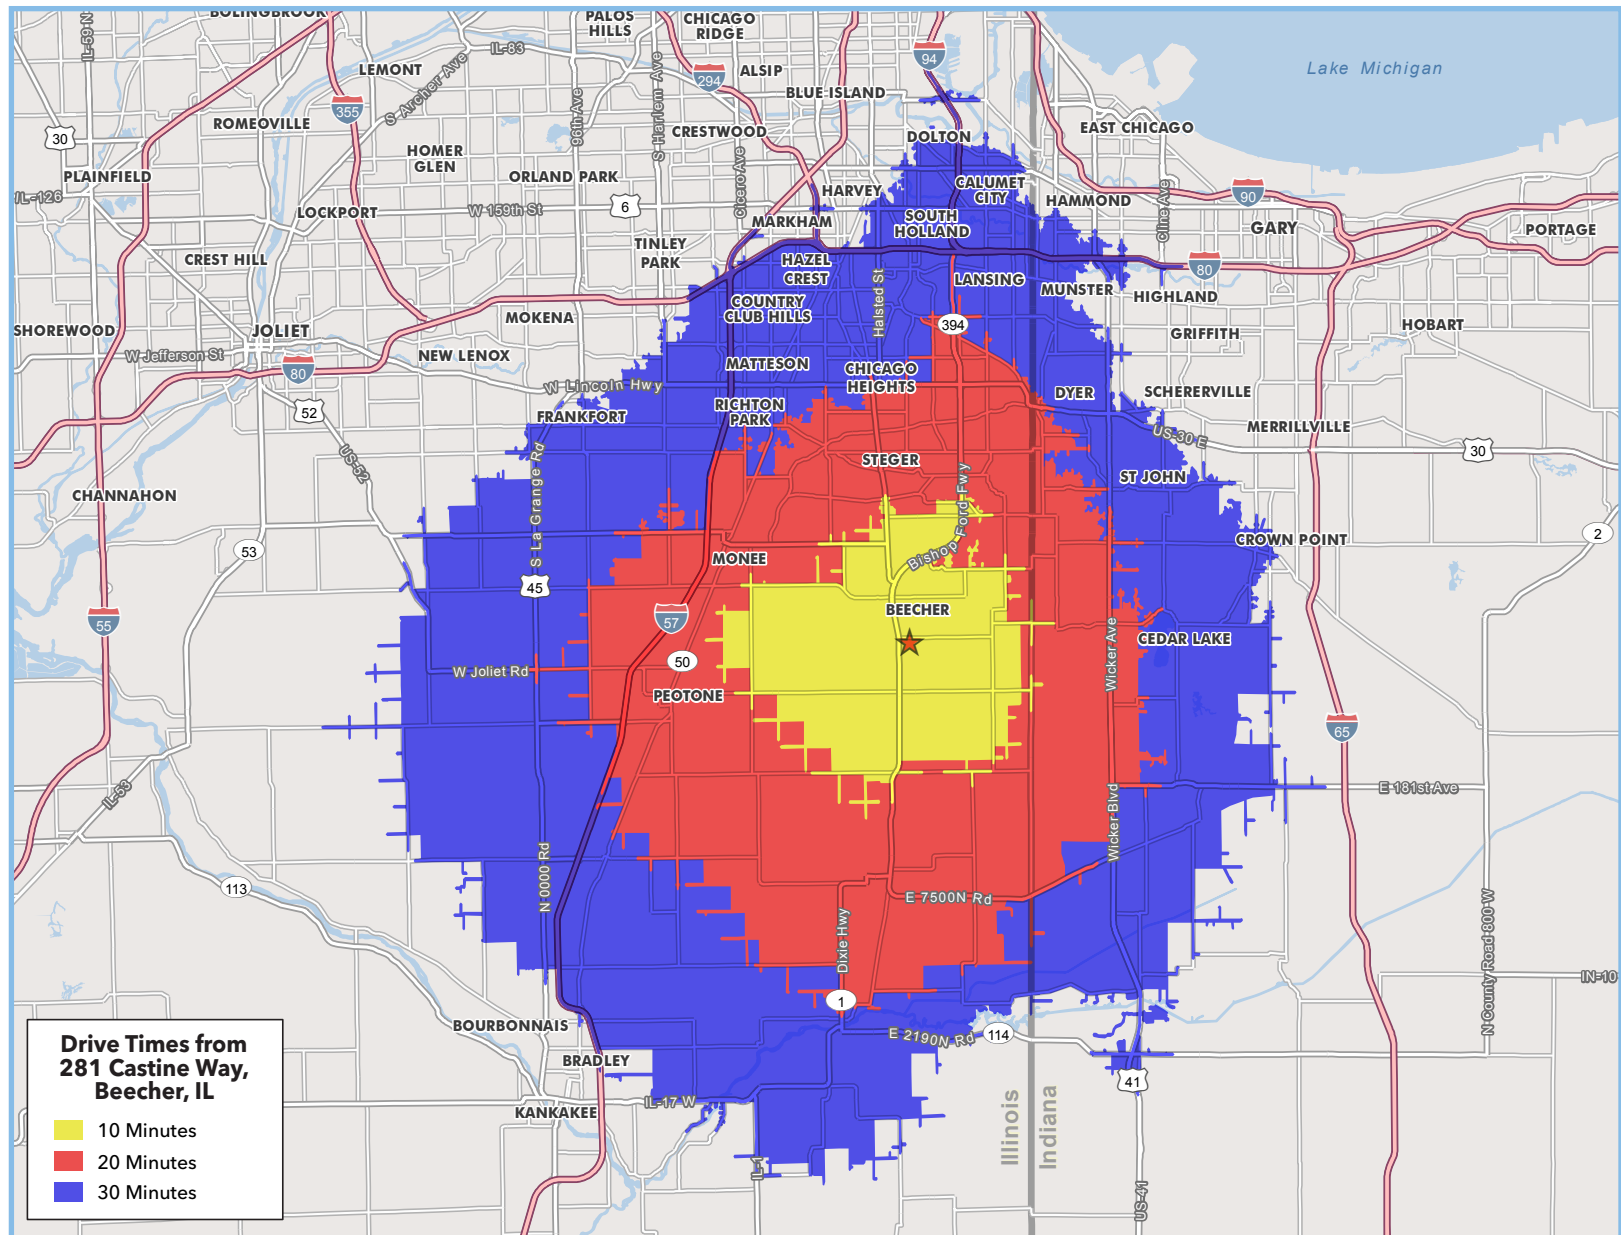 BOLINGBROOK
IL-59 N
PALOS
HILLS
CHICAGO
RIDGE
IL-83
94
Lake Michigan
LEMONT
S Archer Ave
S Harlem Ave
294
ALSIP
355
BLUE ISLAND
96th Ave
ROMEOVILLE
30
CRESTWOOD
DOLTON
EAST CHICAGO
HOMER
GLEN
Cicero Ave
PLAINFIELD
ORLAND PARK
HARVEY
CALUMET
CITY
HAMMOND
90
Cline Ave
IL-126
LOCKPORT
W 159th St
6
MARKHAM
SOUTH
HOLLAND
GARY
PORTAGE
TINLEY
PARK
CREST HILL
HAZEL
CREST
80
LANSING
MUNSTER
HIGHLAND
COUNTRY
CLUB HILLS
Halsted St
MOKENA
394
SHOREWOOD
JOLIET
GRIFFITH
HOBART
W Jefferson St
NEW LENOX
80
MATTESON
CHICAGO
HEIGHTS
W Lincoln Hwy
DYER
SCHERERVILLE
52
FRANKFORT
RICHTON
PARK
MERRILLVILLE
US-30 E
30
US-52
S La Grange Rd
STEGER
ST JOHN
CHANNAHON
Bishop Ford Fwy
53
CROWN POINT
2
MONEE
45
BEECHER
55
57
CEDAR LAKE
50
W Joliet Rd
Wicker Ave
PEOTONE
65
IL-53
E 181st Ave
Wicker Blvd
N 0000 Rd
113
E 7500N Rd
N County Road 800 W
Dixie Hwy
IN-10
1
BOURBONNAIS
E 2190N Rd
114
BRADLEY
41
KANKAKEE
IL-17 W
Illinois
Indiana
IL-1
US-41
Drive Times from
281 Castine Way,
Beecher, IL
10 Minutes
20 Minutes
30 Minutes